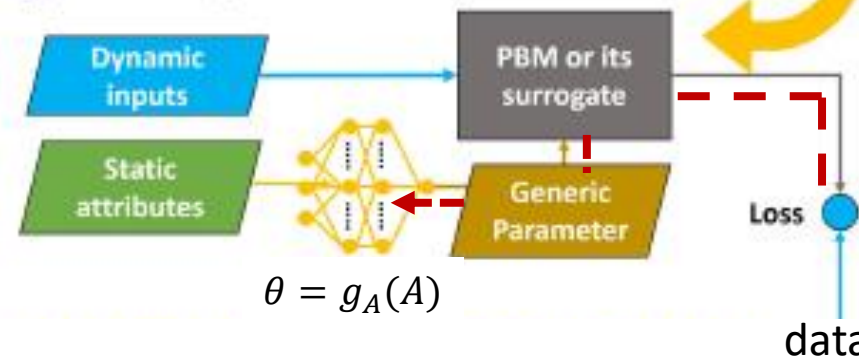 Dynamic
inputs
PBM or its
surrogate
Static
attributes
Generic
Parameter
Loss
θ = g_A(A)
data